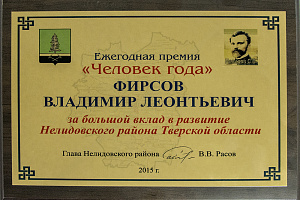 Ежегодная премия
«Человек года»
ФИРСОВ
ВЛАДИМИР ЛЕОНТЬЕВИЧ
за большой вклад в развитие
Нелидовского района Тверской области
Глава Нелидовского района В.В. Расов
2015 г.